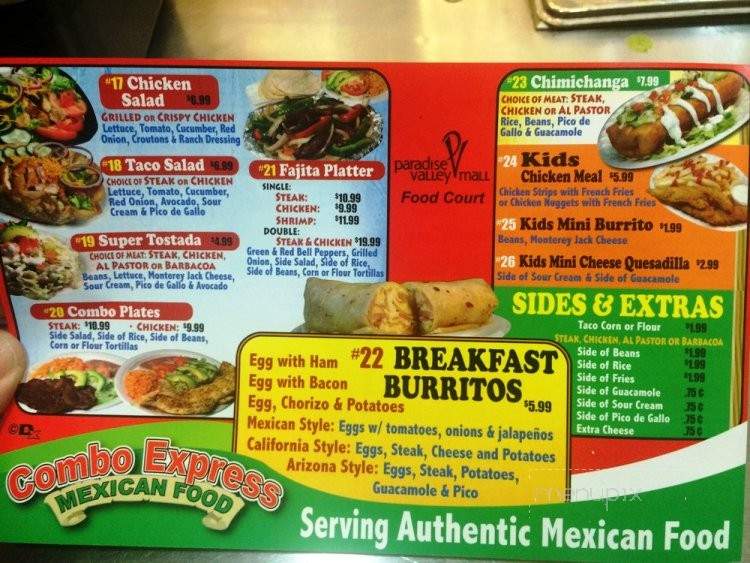 #17 Chicken Salad $6.99
GRILLED OR CRISPY CHICKEN
Lettuce, Tomato, Cucumber, Red
Onion, Croutons & Ranch Dressing
#18 Taco Salad $6.99
CHOICE OF STEAK OR CHICKEN
Lettuce, Tomato, Cucumber,
Red Onion, Avocado, Sour
Cream & Pico de Gallo
#19 Super Tostada $4.99
CHOICE OF MEAT: STEAK, CHICKEN,
AL PASTOR OR BARBACOA
Beans, Lettuce, Monterey Jack Cheese,
Sour Cream, Pico de Gallo & Avocado
#20 Combo Plates
STEAK: $10.99 · CHICKEN: $9.99
Side Salad, Side of Rice, Side of Beans,
Corn or Flour Tortillas
#21 Fajita Platter
SINGLE:
STEAK: $10.99
CHICKEN: $9.99
SHRIMP: $11.99
DOUBLE:
STEAK & CHICKEN $19.99
Green & Red Bell Peppers, Grilled
Onion, Side Salad, Side of Rice,
Side of Beans, Corn or Flour Tortillas
paradise
valley mall
Food Court
#22 BREAKFAST
BURRITOS
$5.99
Egg with Ham
Egg with Bacon
Egg, Chorizo & Potatoes
Mexican Style: Eggs w/ tomatoes, onions & jalapeños
California Style: Eggs, Steak, Cheese and Potatoes
Arizona Style: Eggs, Steak, Potatoes,
Guacamole & Pico
#23 Chimichanga $7.99
CHOICE OF MEAT: STEAK,
CHICKEN OR AL PASTOR
Rice, Beans, Pico de
Gallo & Guacamole
#24 Kids
Chicken Meal $5.99
Chicken Strips with French Fries
or Chicken Nuggets with French Fries
#25 Kids Mini Burrito $1.99
Beans, Monterey Jack Cheese
#26 Kids Mini Cheese Quesadilla $2.99
Side of Sour Cream & Side of Guacamole
SIDES & EXTRAS
Taco Corn or Flour $1.99
STEAK, CHICKEN, AL PASTOR OR BARBACOA
Side of Beans $1.99
Side of Rice $1.99
Side of Fries $1.99
Side of Guacamole .75 ¢
Side of Sour Cream .75 ¢
Side of Pico de Gallo .75 ¢
Extra Cheese .75 ¢
Combo Express
MEXICAN FOOD
Serving Authentic Mexican Food
menupix